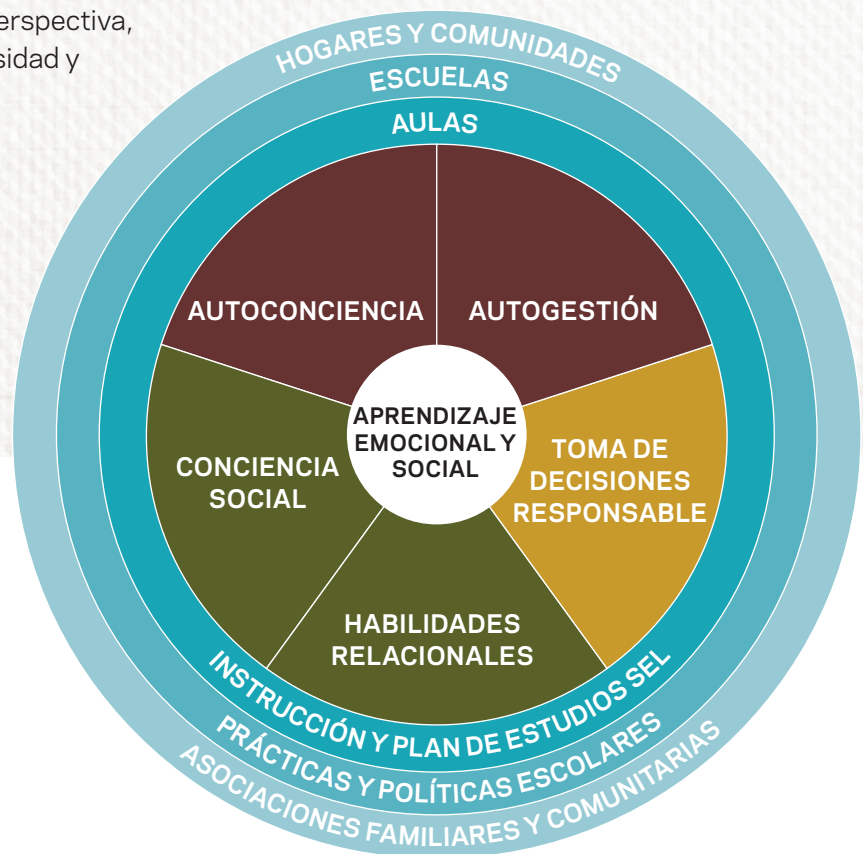 erspectiva,
sidad y
HOGARES Y COMUNIDADES
ESCUELAS
AULAS
AUTOCONCIENCIA
AUTOGESTIÓN
APRENDIZAJE
EMOCIONAL Y
SOCIAL
CONCIENCIA
SOCIAL
TOMA DE
DECISIONES
RESPONSABLE
HABILIDADES
RELACIONALES
INSTRUCCIÓN Y PLAN DE ESTUDIOS SEL
PRÁCTICAS Y POLÍTICAS ESCOLARES
ASOCIACIONES FAMILIARES Y COMUNITARIAS